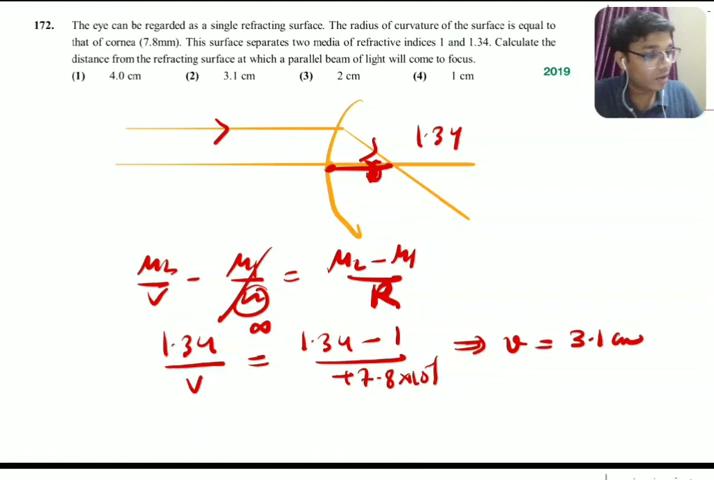 172. The eye can be regarded as a single refracting surface. The radius of curvature of the surface is equal to
that of cornea (7.8mm). This surface separates two media of refractive indices 1 and 1.34. Calculate the
distance from the refracting surface at which a parallel beam of light will come to focus.
(1) 4.0 cm (2) 3.1 cm (3) 2 cm (4) 1 cm 2019
1.34
μ2/v - μ1/u = μ2 - μ1/R
∞
1.34/v = 1.34 - 1/+7.8×10⁻¹ ⇒ v = 3.1 cm